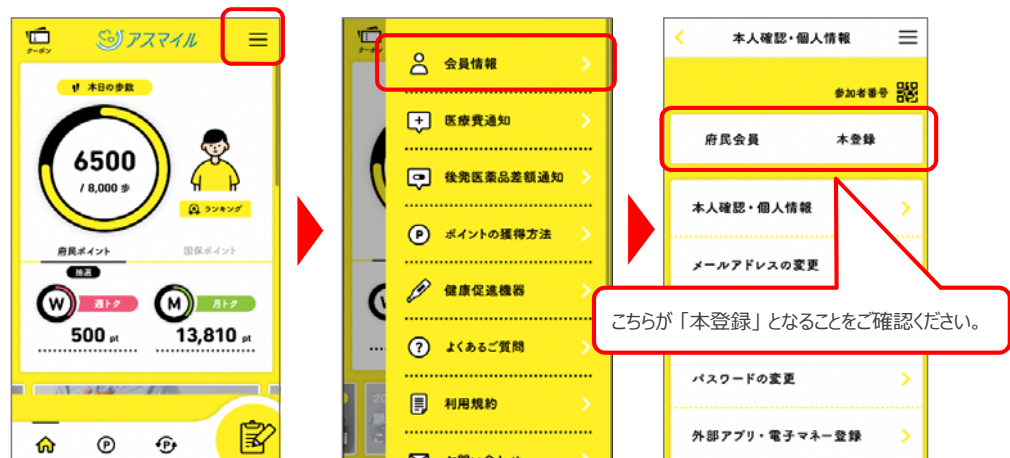 クーポン
アスマイル
本日の歩数
6500
/ 8,000 歩
ランキング
府民ポイント
国保ポイント
抽選
W
週トク
M
月トク
500 pt
13,810 pt
P
P
会員情報
医療費通知
後発医薬品差額通知
P
ポイントの獲得方法
健康促進機器
?
よくあるご質問
利用規約
本人確認・個人情報
参加者番号
府民会員
本登録
本人確認・個人情報
メールアドレスの変更
こちらが「本登録」となることをご確認ください。
パスワードの変更
外部アプリ・電子マネー登録